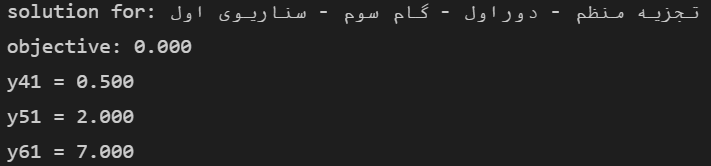 solution for: تجزیه منظم - دوراول - گام سوم - سناریوی اول
objective: 0.000
y41 = 0.500
y51 = 2.000
y61 = 7.000